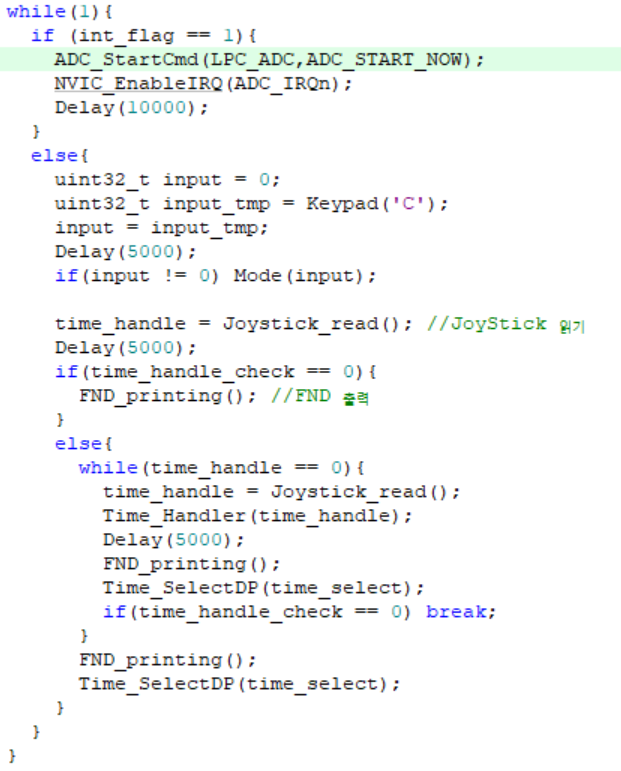 while(1){
if (int_flag == 1){
ADC_StartCmd(LPC_ADC,ADC_START_NOW);
NVIC_EnableIRQ(ADC_IRQn);
Delay(10000);
}
else{
uint32_t input = 0;
uint32_t input_tmp = Keypad('C');
input = input_tmp;
Delay(5000);
if(input != 0) Mode(input);
time_handle = Joystick_read(); //JoyStick 읽기
Delay(5000);
if(time_handle_check == 0){
FND_printing(); //FND 출력
}
else{
while(time_handle == 0){
time_handle = Joystick_read();
Time_Handler(time_handle);
Delay(5000);
FND_printing();
Time_SelectDP(time_select);
if(time_handle_check == 0) break;
}
FND_printing();
Time_SelectDP(time_select);
}
}
}